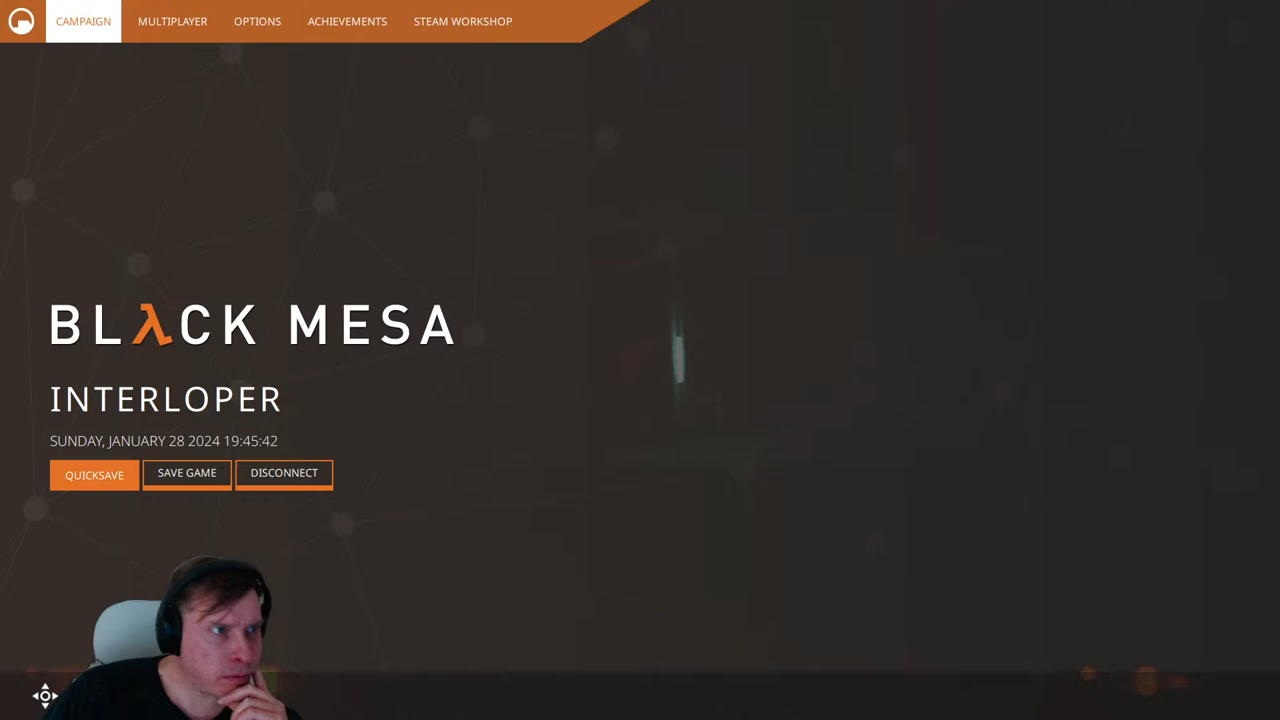 CAMPAIGN MULTIPLAYER OPTIONS ACHIEVEMENTS STEAM WORKSHOP
BLλCK MESA
INTERLOPER
SUNDAY, JANUARY 28 2024 19:45:42
QUICKSAVE SAVE GAME DISCONNECT